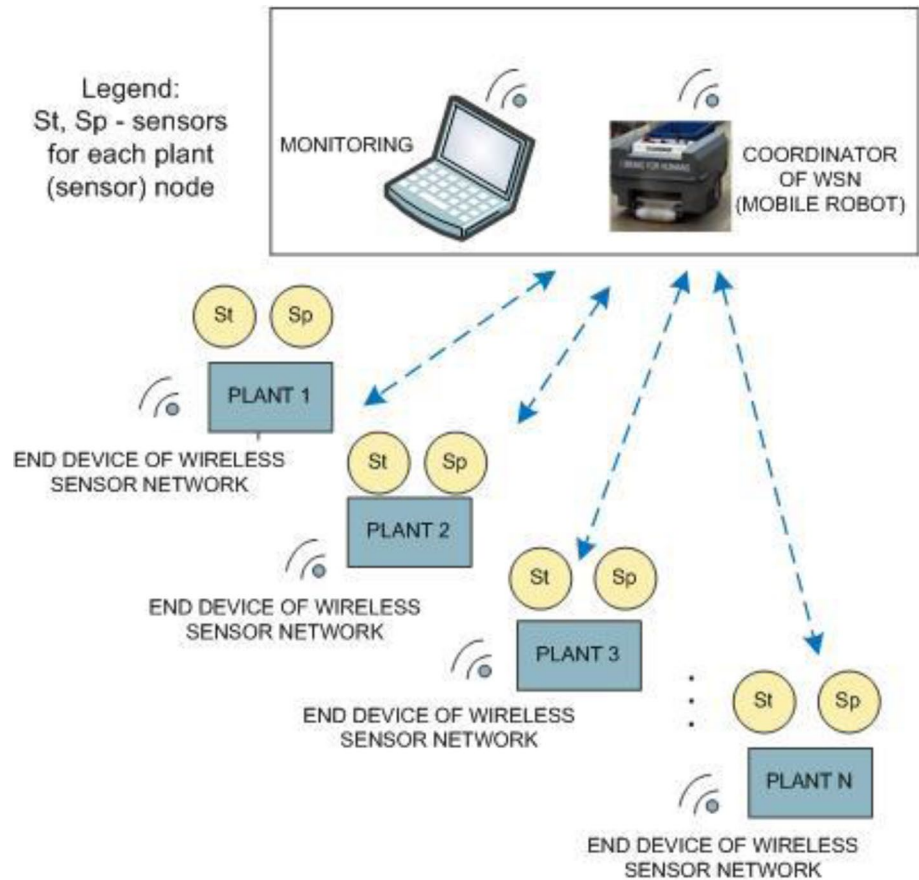 Legend:
St, Sp - sensors
for each plant
(sensor) node
MONITORING
COORDINATOR
OF WSN
(MOBILE ROBOT)
St
Sp
PLANT 1
END DEVICE OF WIRELESS
SENSOR NETWORK
St
Sp
PLANT 2
END DEVICE OF WIRELESS
SENSOR NETWORK
St
Sp
PLANT 3
END DEVICE OF WIRELESS
SENSOR NETWORK
St
Sp
PLANT N
END DEVICE OF WIRELESS
SENSOR NETWORK